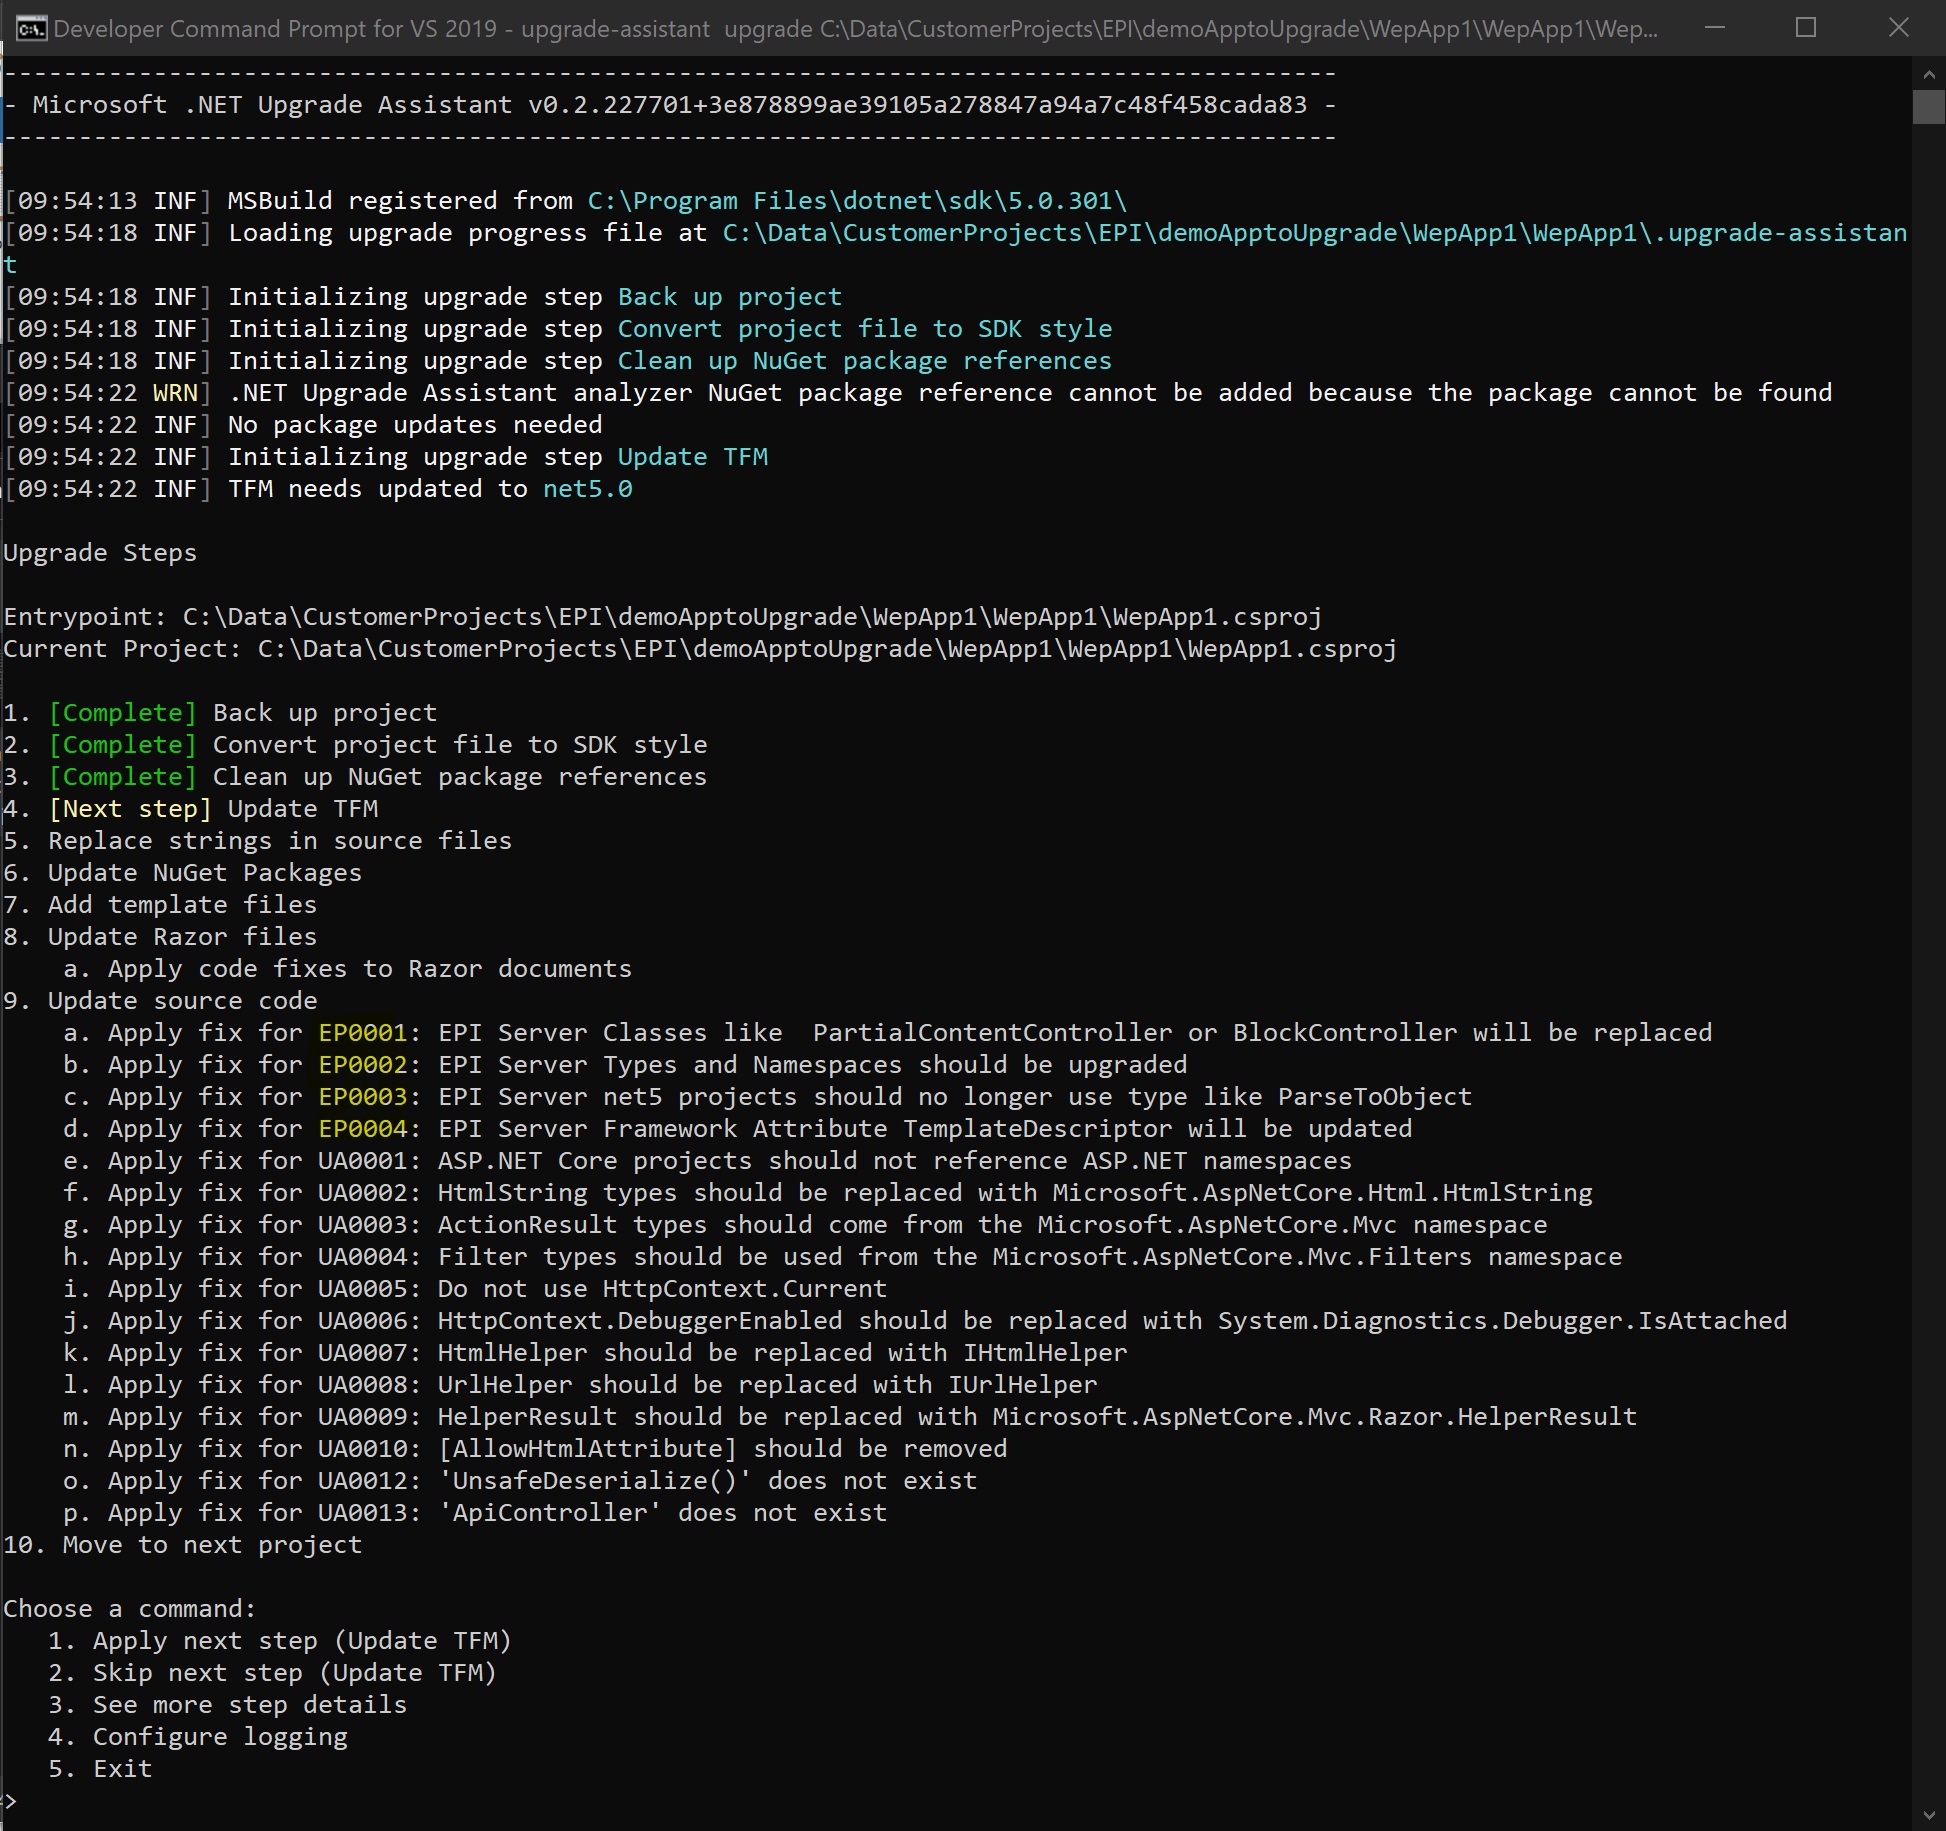 Developer Command Prompt for VS 2019 - upgrade-assistant  upgrade C:\Data\CustomerProjects\EPI\demoApptoUpgrade\WepApp1\WepApp1\Wep...
-----------------------------------------------------------------------------------------
- Microsoft .NET Upgrade Assistant v0.2.227701+3e878899ae39105a278847a94a7c48f458cada83 -
-----------------------------------------------------------------------------------------
[09:54:13 INF] MSBuild registered from C:\Program Files\dotnet\sdk\5.0.301\
[09:54:18 INF] Loading upgrade progress file at C:\Data\CustomerProjects\EPI\demoApptoUpgrade\WepApp1\WepApp1\.upgrade-assistan
t
[09:54:18 INF] Initializing upgrade step Back up project
[09:54:18 INF] Initializing upgrade step Convert project file to SDK style
[09:54:18 INF] Initializing upgrade step Clean up NuGet package references
[09:54:22 WRN] .NET Upgrade Assistant analyzer NuGet package reference cannot be added because the package cannot be found
[09:54:22 INF] No package updates needed
[09:54:22 INF] Initializing upgrade step Update TFM
[09:54:22 INF] TFM needs updated to net5.0
Upgrade Steps
Entrypoint: C:\Data\CustomerProjects\EPI\demoApptoUpgrade\WepApp1\WepApp1\WepApp1.csproj
Current Project: C:\Data\CustomerProjects\EPI\demoApptoUpgrade\WepApp1\WepApp1\WepApp1.csproj
1. [Complete] Back up project
2. [Complete] Convert project file to SDK style
3. [Complete] Clean up NuGet package references
4. [Next step] Update TFM
5. Replace strings in source files
6. Update NuGet Packages
7. Add template files
8. Update Razor files
    a. Apply code fixes to Razor documents
9. Update source code
    a. Apply fix for EP0001: EPI Server Classes like  PartialContentController or BlockController will be replaced
    b. Apply fix for EP0002: EPI Server Types and Namespaces should be upgraded
    c. Apply fix for EP0003: EPI Server net5 projects should no longer use type like ParseToObject
    d. Apply fix for EP0004: EPI Server Framework Attribute TemplateDescriptor will be updated
    e. Apply fix for UA0001: ASP.NET Core projects should not reference ASP.NET namespaces
    f. Apply fix for UA0002: HtmlString types should be replaced with Microsoft.AspNetCore.Html.HtmlString
    g. Apply fix for UA0003: ActionResult types should come from the Microsoft.AspNetCore.Mvc namespace
    h. Apply fix for UA0004: Filter types should be used from the Microsoft.AspNetCore.Mvc.Filters namespace
    i. Apply fix for UA0005: Do not use HttpContext.Current
    j. Apply fix for UA0006: HttpContext.DebuggerEnabled should be replaced with System.Diagnostics.Debugger.IsAttached
    k. Apply fix for UA0007: HtmlHelper should be replaced with IHtmlHelper
    l. Apply fix for UA0008: UrlHelper should be replaced with IUrlHelper
    m. Apply fix for UA0009: HelperResult should be replaced with Microsoft.AspNetCore.Mvc.Razor.HelperResult
    n. Apply fix for UA0010: [AllowHtmlAttribute] should be removed
    o. Apply fix for UA0012: 'UnsafeDeserialize()' does not exist
    p. Apply fix for UA0013: 'ApiController' does not exist
10. Move to next project
Choose a command:
   1. Apply next step (Update TFM)
   2. Skip next step (Update TFM)
   3. See more step details
   4. Configure logging
   5. Exit
>